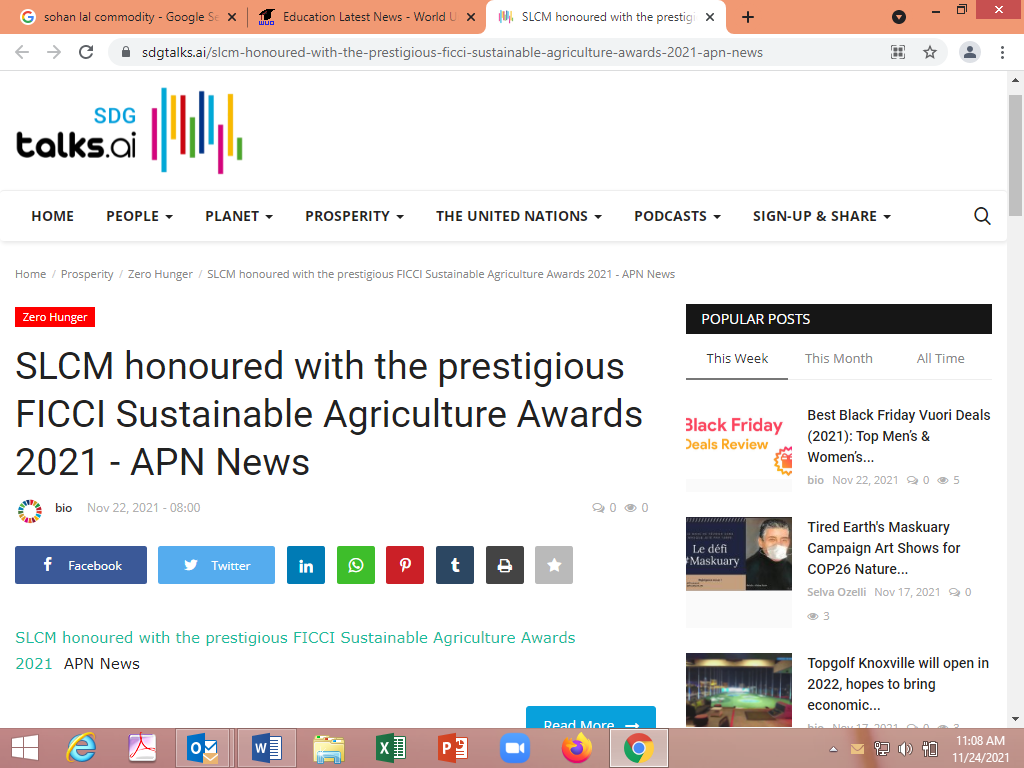 sohan lal commodity - Google Se
Education Latest News - World U
SLCM honoured with the prestig
sdgtalks.ai/slcm-honoured-with-the-prestigious-ficci-sustainable-agriculture-awards-2021-apn-news
SDG
talks.ai
HOME PEOPLE PLANET PROSPERITY THE UNITED NATIONS PODCASTS SIGN-UP & SHARE
Home / Prosperity / Zero Hunger / SLCM honoured with the prestigious FICCI Sustainable Agriculture Awards 2021 - APN News
Zero Hunger
SLCM honoured with the prestigious
FICCI Sustainable Agriculture Awards
2021 - APN News
bio Nov 22, 2021 - 08:00 0 0
Facebook Twitter
SLCM honoured with the prestigious FICCI Sustainable Agriculture Awards
2021 APN News
Read More
POPULAR POSTS
This Week This Month All Time
Black Friday
Deals Review
Best Black Friday Vuori Deals
(2021): Top Men's &
Women's...
bio Nov 22, 2021 0 5
Le défi
#Maskuary
Tired Earth's Maskuary
Campaign Art Shows for
COP26 Nature...
Selva Ozelli Nov 17, 2021 0
3
Topgolf Knoxville will open in
2022, hopes to bring
economic...
bio Nov 17, 2021 0 3
11:08 AM
11/24/2021